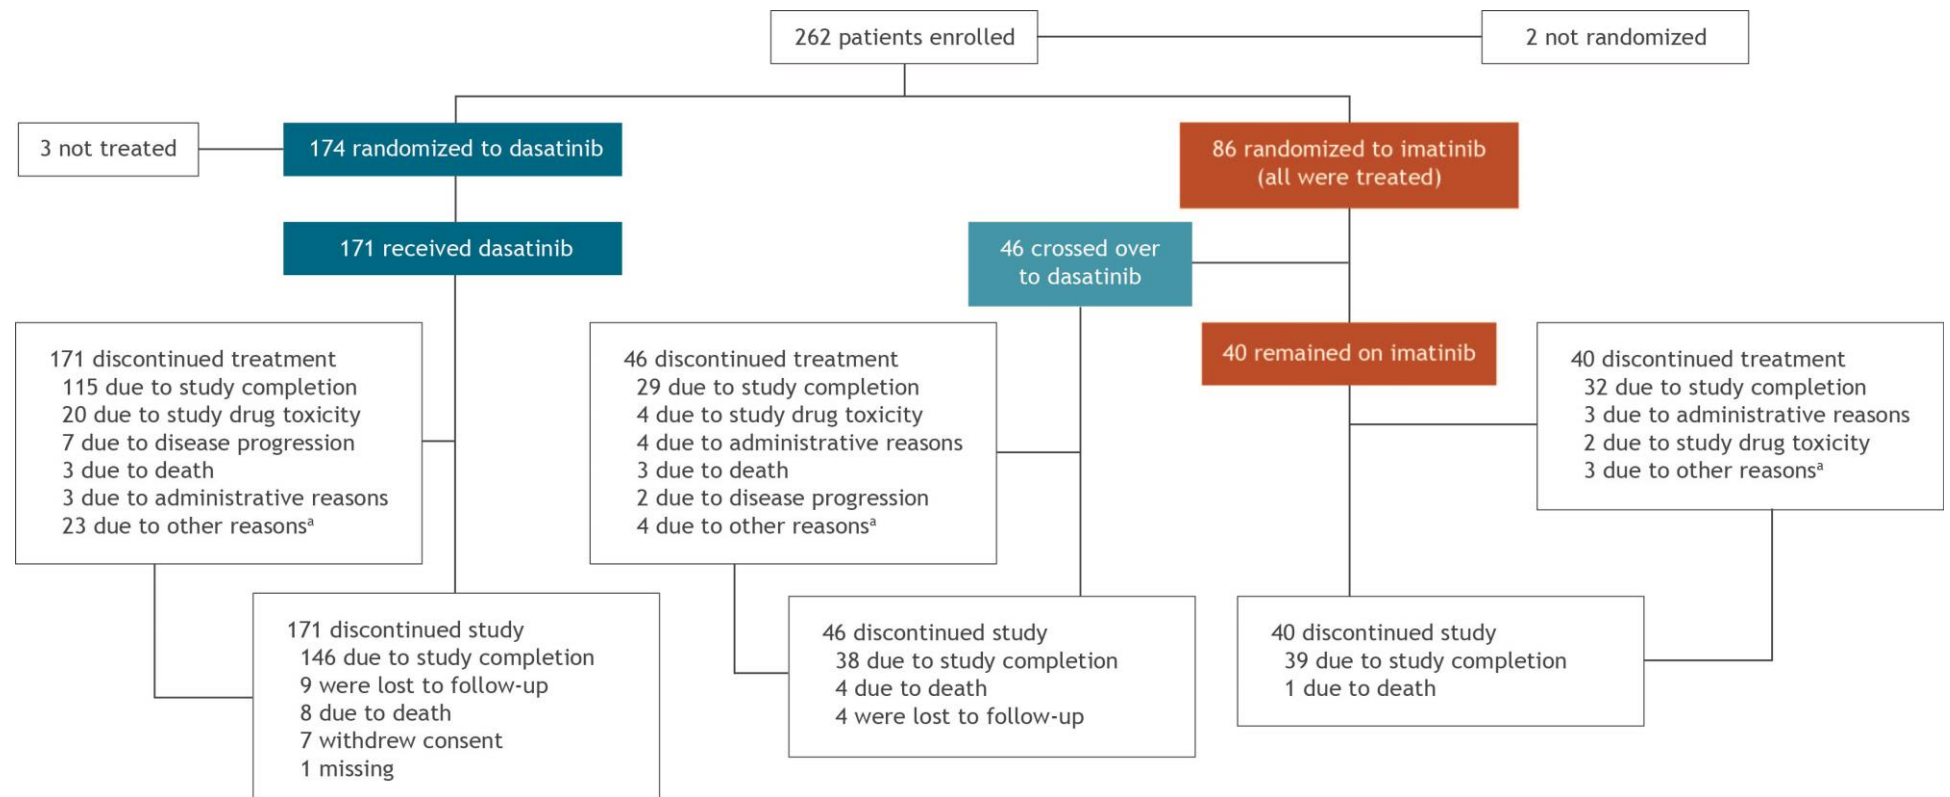 262 patients enrolled
2 not randomized
3 not treated
174 randomized to dasatinib
86 randomized to imatinib
(all were treated)
171 received dasatinib
46 crossed over
to dasatinib
40 remained on imatinib
171 discontinued treatment
115 due to study completion
20 due to study drug toxicity
7 due to disease progression
3 due to death
3 due to administrative reasons
23 due to other reasonsᵃ
46 discontinued treatment
29 due to study completion
4 due to study drug toxicity
4 due to administrative reasons
3 due to death
2 due to disease progression
4 due to other reasonsᵃ
40 discontinued treatment
32 due to study completion
3 due to administrative reasons
2 due to study drug toxicity
3 due to other reasonsᵃ
171 discontinued study
146 due to study completion
9 were lost to follow-up
8 due to death
7 withdrew consent
1 missing
46 discontinued study
38 due to study completion
4 due to death
4 were lost to follow-up
40 discontinued study
39 due to study completion
1 due to death